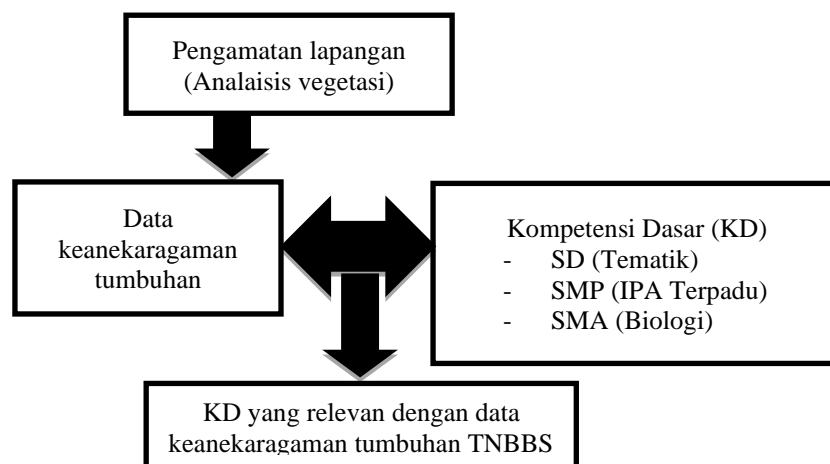 Pengamatan lapangan
(Analaisis vegetasi)
Data
keanekaragaman
tumbuhan
Kompetensi Dasar (KD)
- SD (Tematik)
- SMP (IPA Terpadu)
- SMA (Biologi)
KD yang relevan dengan data
keanekaragaman tumbuhan TNBBS